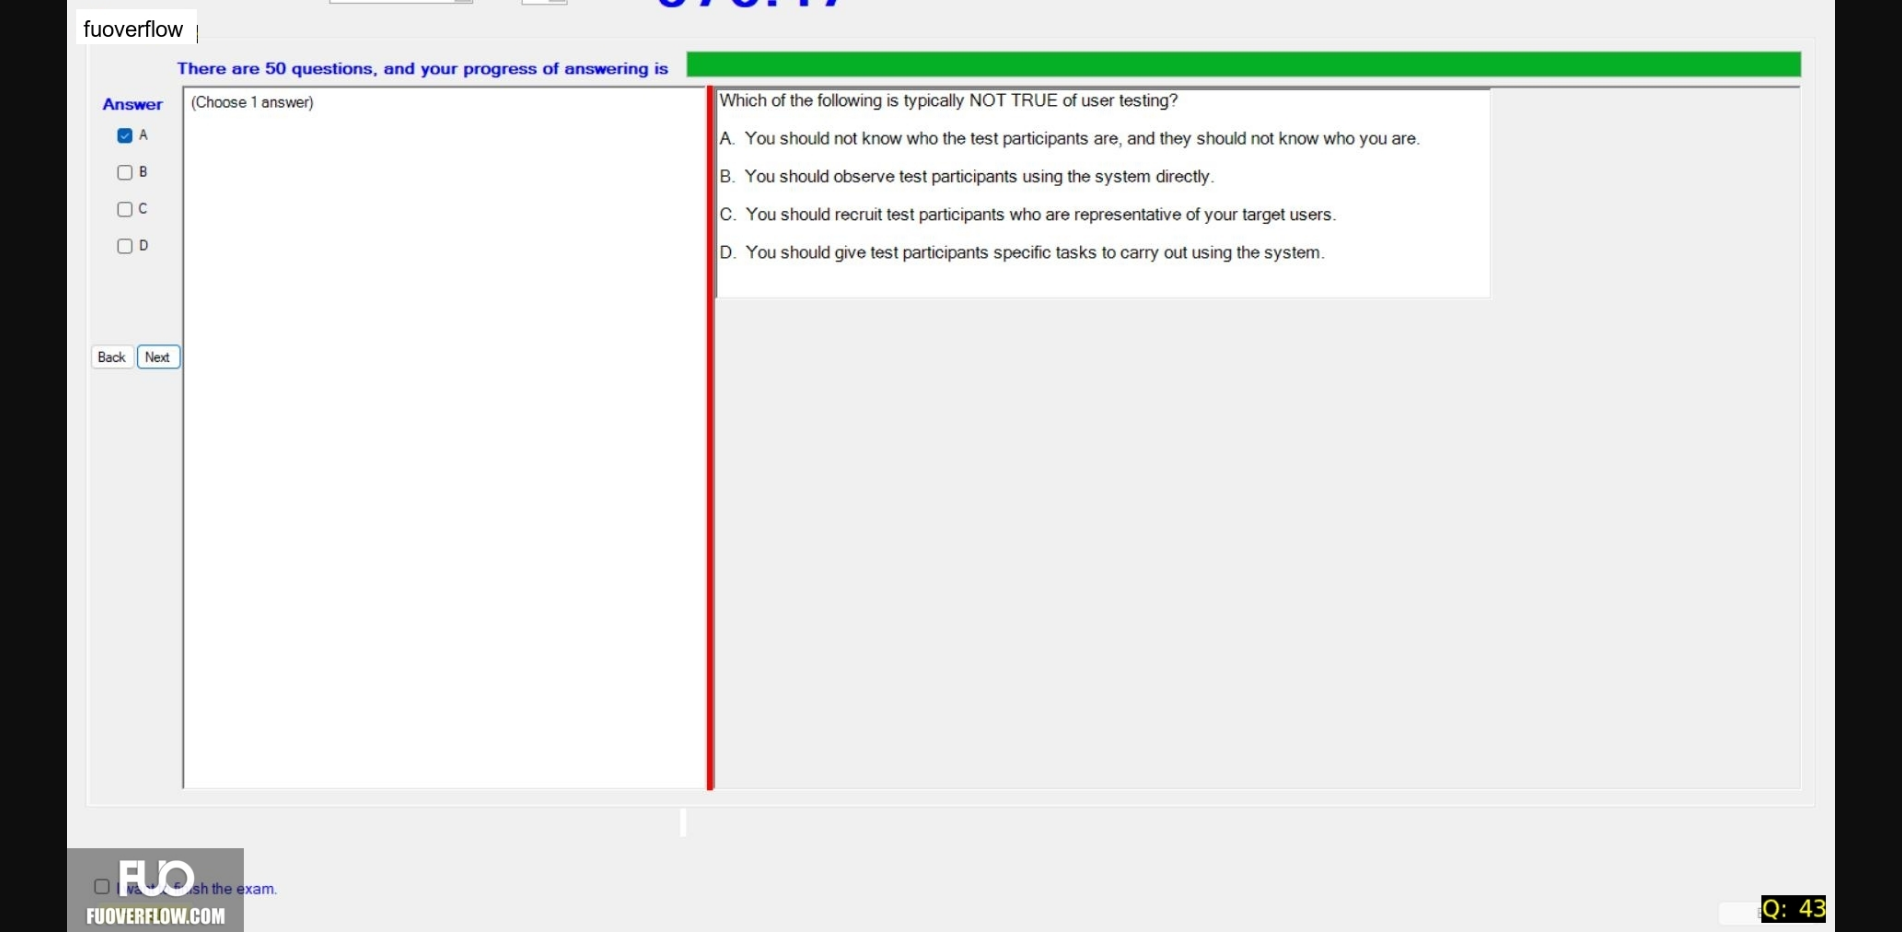 fuoverflow
There are 50 questions, and your progress of answering is
Answer
(Choose 1 answer)
A
B
C
D
Back
Next
Which of the following is typically NOT TRUE of user testing?
A. You should not know who the test participants are, and they should not know who you are.
B. You should observe test participants using the system directly.
C. You should recruit test participants who are representative of your target users.
D. You should give test participants specific tasks to carry out using the system.
FUO
I want finish the exam.
FUOVERFLOW.COM
Q: 43